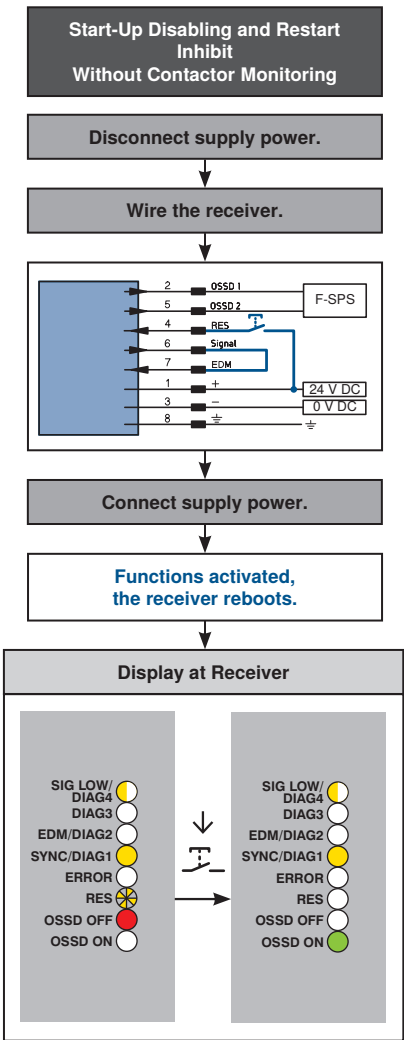 Start-Up Disabling and Restart
Inhibit
Without Contactor Monitoring
Disconnect supply power.
Wire the receiver.
2 OSSD 1
5 OSSD 2
F-SPS
4 RES
6 Signal
7 EDM
1 + 24 V DC
3 − 0 V DC
8
Connect supply power.
Functions activated,
the receiver reboots.
Display at Receiver
SIG LOW/
DIAG4
DIAG3
EDM/DIAG2
SYNC/DIAG1
ERROR
RES
OSSD OFF
OSSD ON
SIG LOW/
DIAG4
DIAG3
EDM/DIAG2
SYNC/DIAG1
ERROR
RES
OSSD OFF
OSSD ON